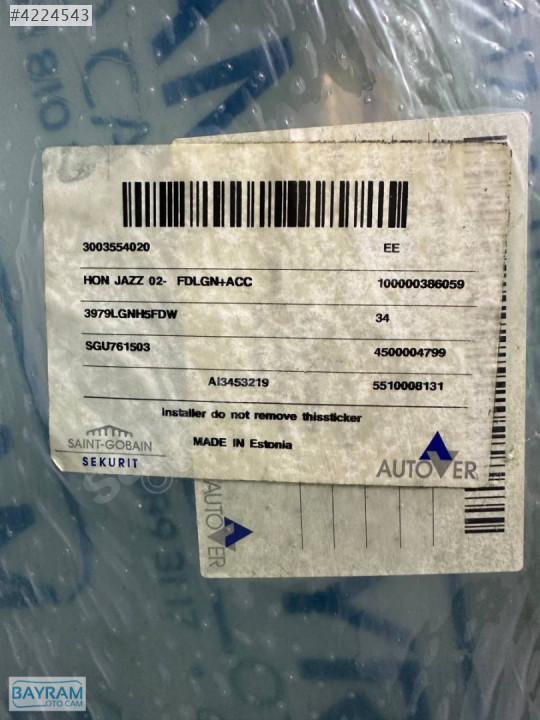 #4224543
3003554020 EE
HON JAZZ 02- FDLGN+ACC 100000386059
3979LGNH5FDW 34
SGU761503 4500004799
AI3453219 5510008131
Installer do not remove thissticker
MADE IN Estonia
SAINT-GOBAIN
SEKURIT
AUTOVER
AUTOVER
BAYRAM
OTO CAM